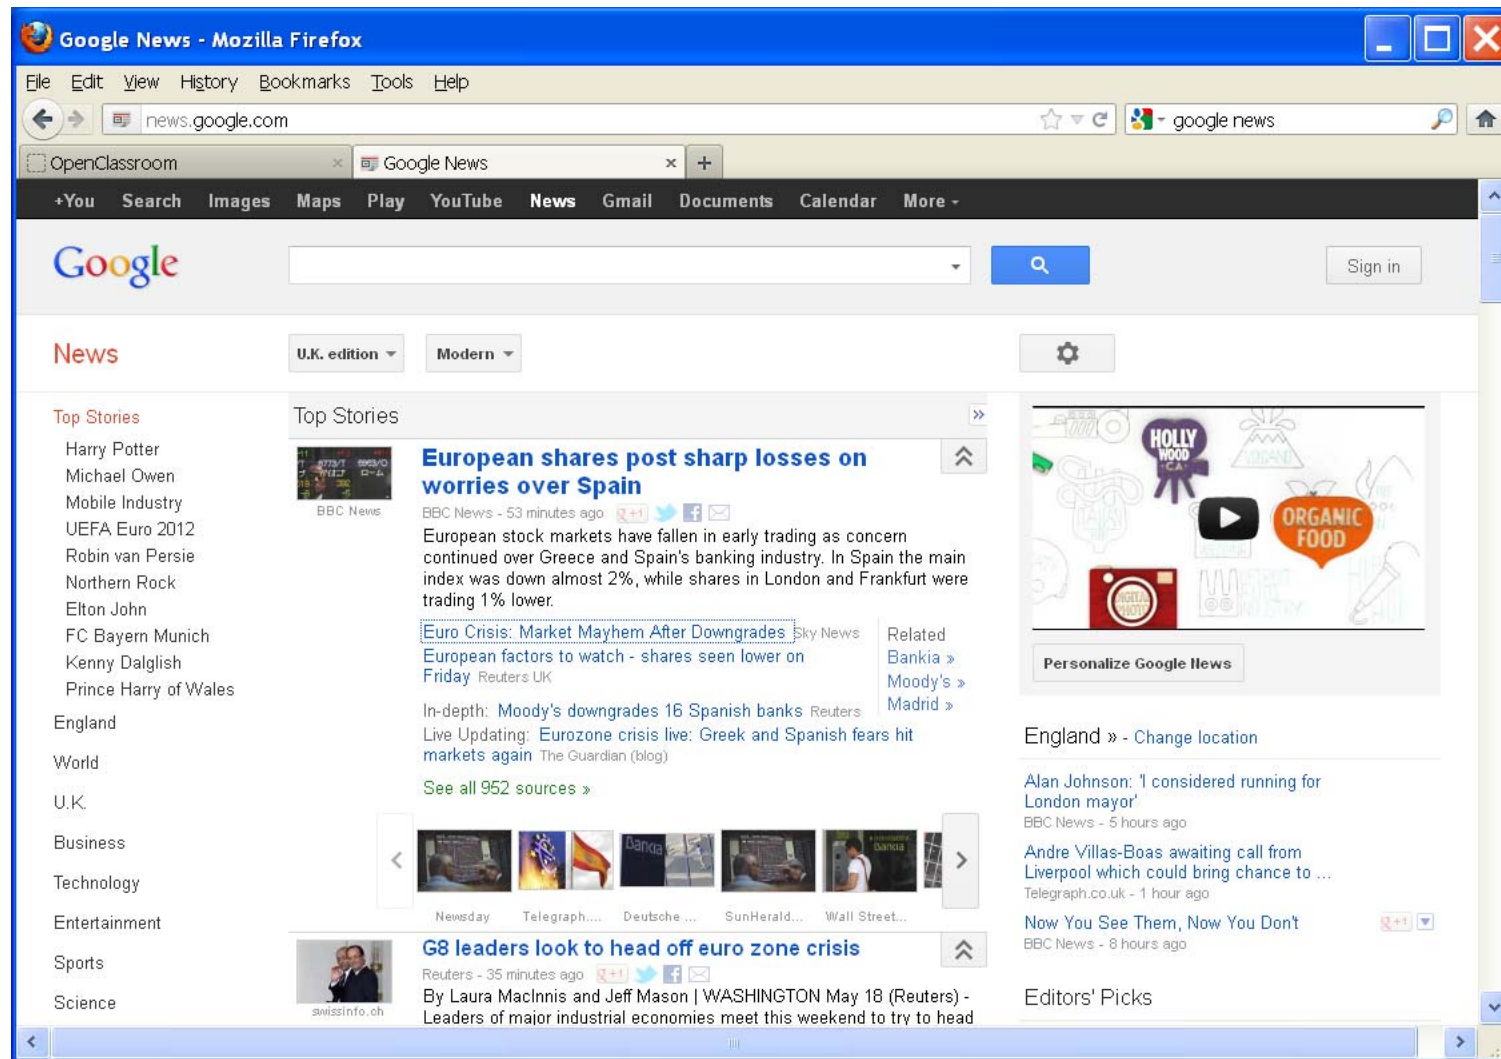 Google News - Mozilla Firefox
File Edit View History Bookmarks Tools Help
news.google.com
google news
OpenClassroom
Google News
+You Search Images Maps Play YouTube News Gmail Documents Calendar More
Google
Sign in
News
U.K. edition
Modern
Top Stories
Harry Potter
Michael Owen
Mobile Industry
UEFA Euro 2012
Robin van Persie
Northern Rock
Elton John
FC Bayern Munich
Kenny Dalglish
Prince Harry of Wales
England
World
U.K.
Business
Technology
Entertainment
Sports
Science
Top Stories
BBC News
European shares post sharp losses on
worries over Spain
BBC News - 53 minutes ago
European stock markets have fallen in early trading as concern
continued over Greece and Spain's banking industry. In Spain the main
index was down almost 2%, while shares in London and Frankfurt were
trading 1% lower.
Euro Crisis: Market Mayhem After Downgrades Sky News
European factors to watch - shares seen lower on
Friday Reuters UK
In-depth: Moody's downgrades 16 Spanish banks Reuters
Live Updating: Eurozone crisis live: Greek and Spanish fears hit
markets again The Guardian (blog)
See all 952 sources »
Related
Bankia »
Moody's »
Madrid »
Newsday Telegraph.... Deutsche ... SunHerald... Wall Street...
G8 leaders look to head off euro zone crisis
Reuters - 35 minutes ago
swissinfo.ch
By Laura MacInnis and Jeff Mason | WASHINGTON May 18 (Reuters) -
Leaders of major industrial economies meet this weekend to try to head
HOLLY
WOOD
CA
ORGANIC
FOOD
DIGITAL
PHOTO
Personalize Google News
England » - Change location
Alan Johnson: 'I considered running for
London mayor'
BBC News - 5 hours ago
Andre Villas-Boas awaiting call from
Liverpool which could bring chance to ...
Telegraph.co.uk - 1 hour ago
Now You See Them, Now You Don't
BBC News - 8 hours ago
Editors' Picks